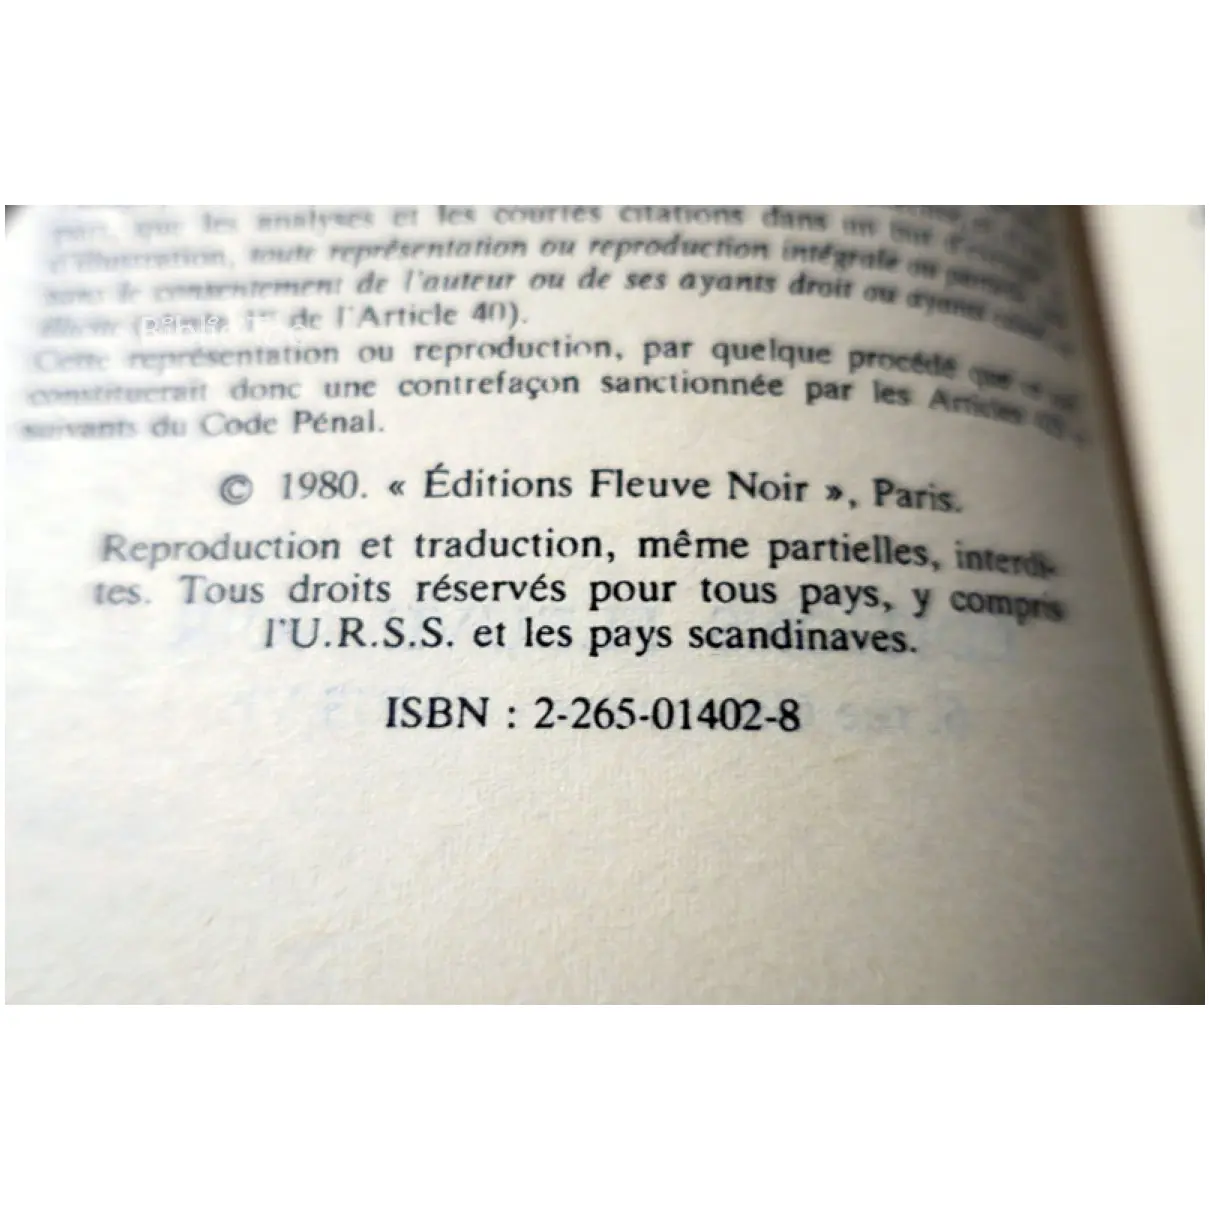 part, que les analyses et les courtes citations dans un but d'exemple et
d'illustration, toute représentation ou reproduction intégrale ou partielle,
sans le consentement de l'auteur ou de ses ayants droit ou ayants cause
illicite de l'Article 40).
Cette représentation ou reproduction, par quelque procédé que
constituerait donc une contrefaçon sanctionnée par les Articles
suivants du Code Pénal.
© 1980. « Éditions Fleuve Noir », Paris.
Reproduction et traduction, même partielles, interdi-
tes. Tous droits réservés pour tous pays, y compris
l'U.R.S.S. et les pays scandinaves.
ISBN : 2-265-01402-8